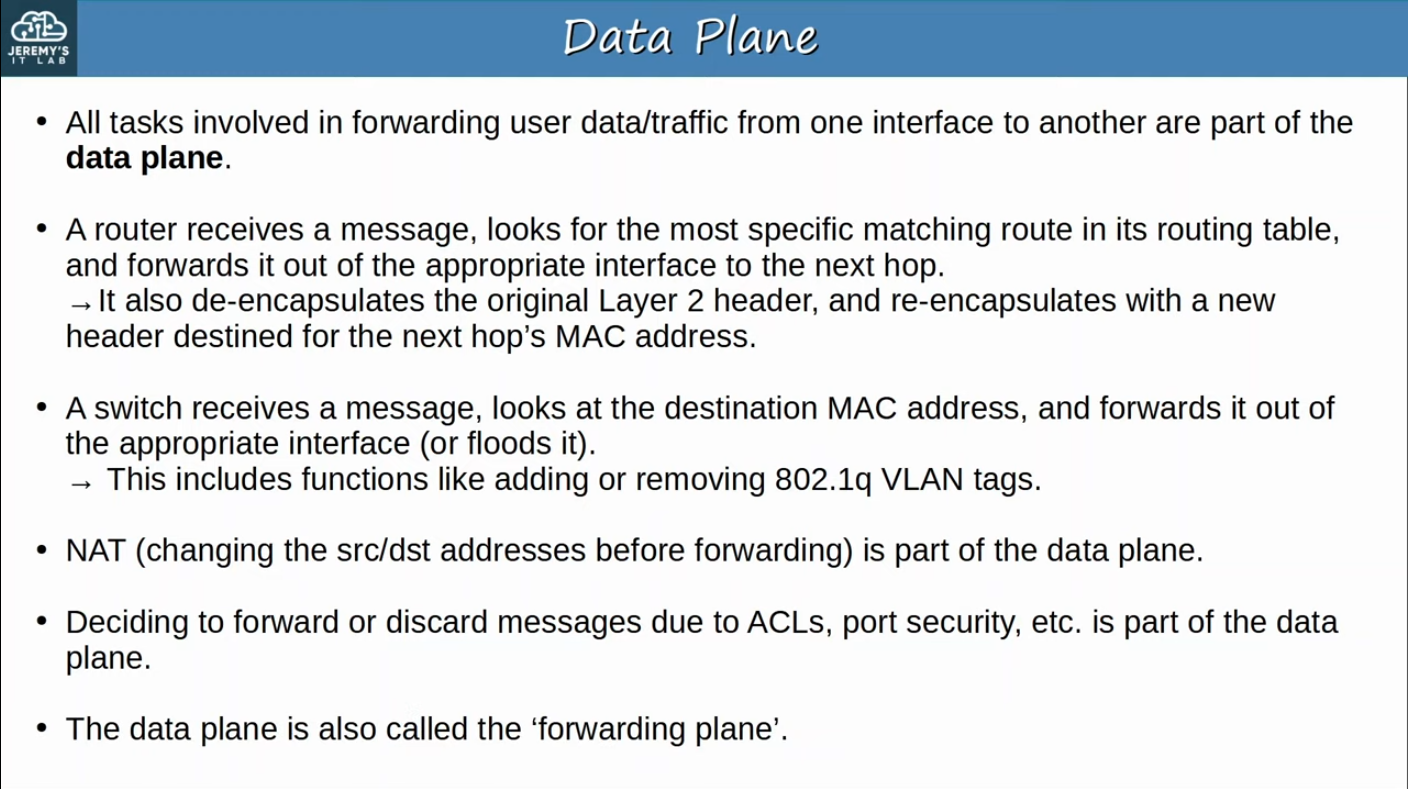 JEREMY'S
IT LAB
Data Plane
• All tasks involved in forwarding user data/traffic from one interface to another are part of the
data plane.
• A router receives a message, looks for the most specific matching route in its routing table,
and forwards it out of the appropriate interface to the next hop.
→It also de-encapsulates the original Layer 2 header, and re-encapsulates with a new
header destined for the next hop’s MAC address.
• A switch receives a message, looks at the destination MAC address, and forwards it out of
the appropriate interface (or floods it).
→ This includes functions like adding or removing 802.1q VLAN tags.
• NAT (changing the src/dst addresses before forwarding) is part of the data plane.
• Deciding to forward or discard messages due to ACLs, port security, etc. is part of the data
plane.
• The data plane is also called the ‘forwarding plane’.